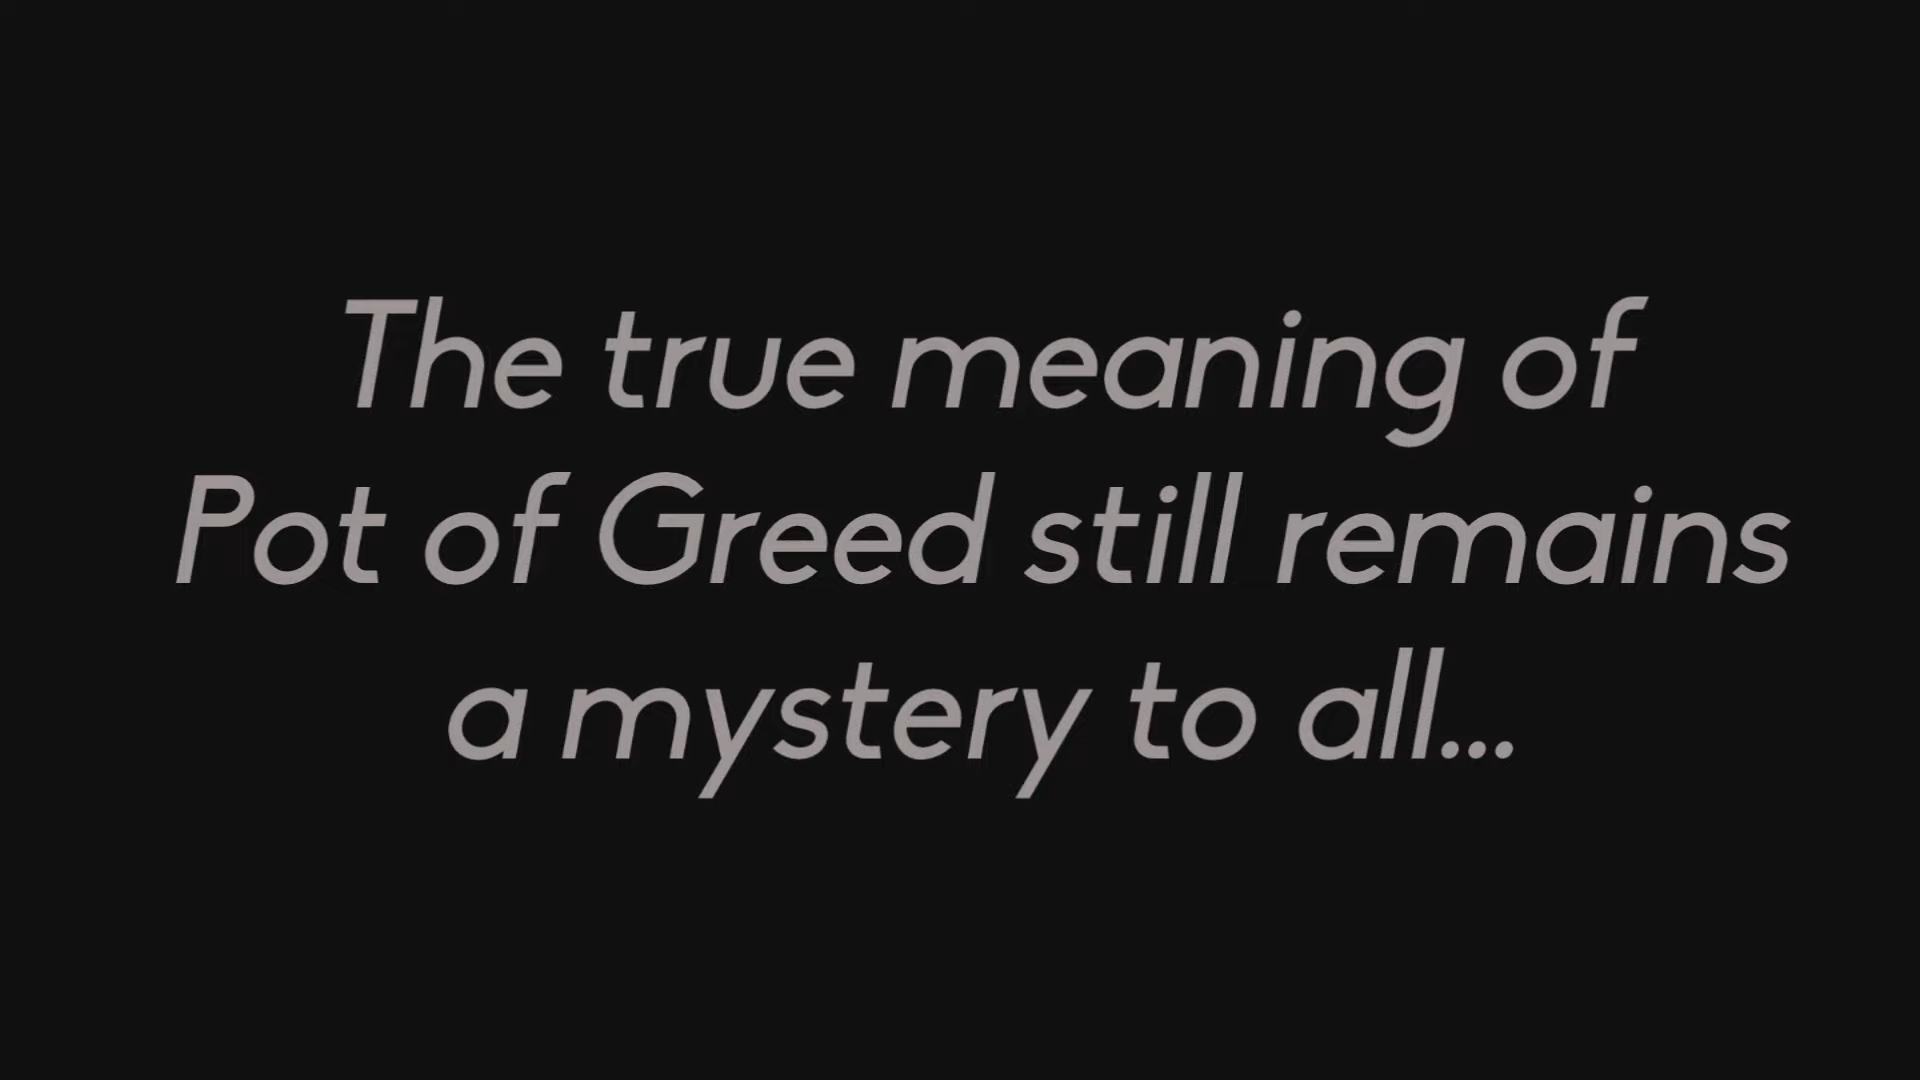 The true meaning of
Pot of Greed still remains
a mystery to all...